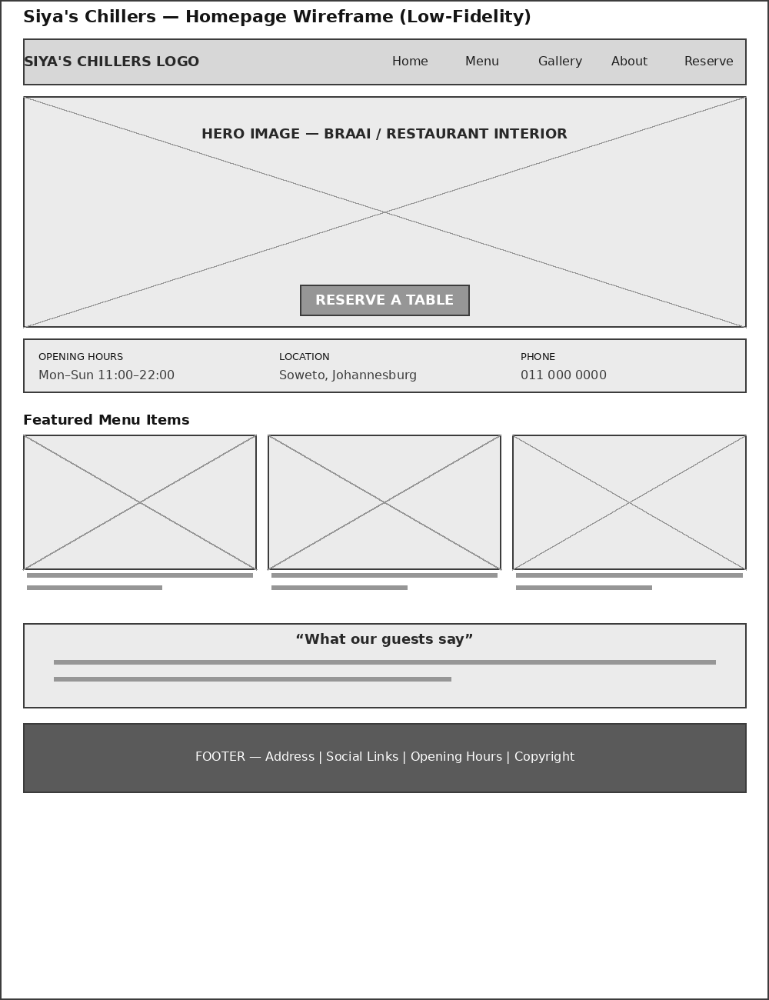 Siya's Chillers — Homepage Wireframe (Low-Fidelity)
SIYA'S CHILLERS LOGO Home Menu Gallery About Reserve
HERO IMAGE — BRAAI / RESTAURANT INTERIOR
RESERVE A TABLE
OPENING HOURS LOCATION PHONE
Mon–Sun 11:00–22:00 Soweto, Johannesburg 011 000 0000
Featured Menu Items
“What our guests say”
FOOTER — Address | Social Links | Opening Hours | Copyright